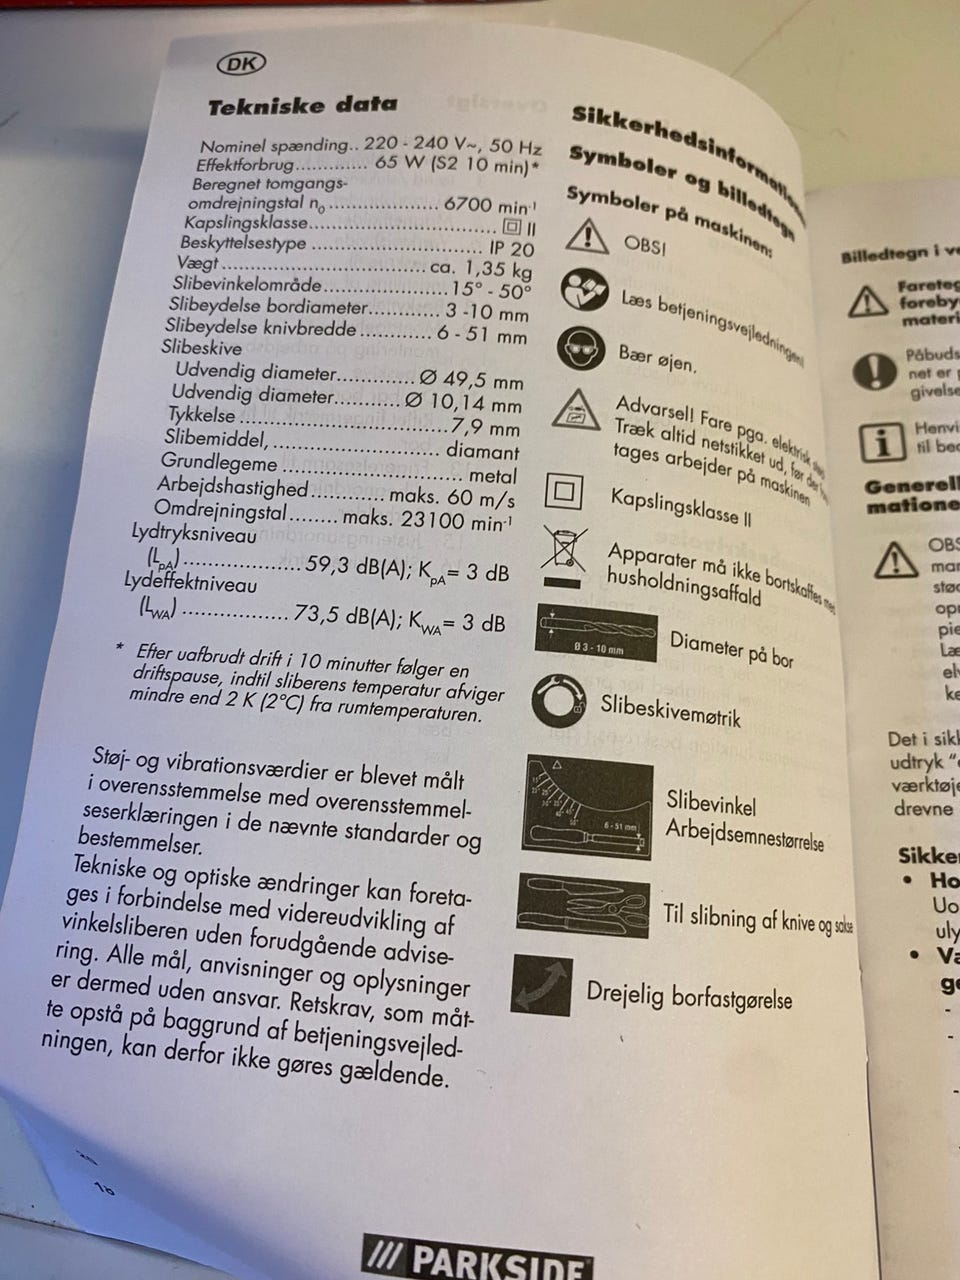 DK
Tekniske data
Nominel spænding.. 220 - 240 V~, 50 Hz
Effektforbrug............. 65 W (S2 10 min)*
Beregnet tomgangs-
omdrejningstal n0 ................... 6700 min-1
Kapslingsklasse................................ II
Beskyttelsestype ............................ IP 20
Vægt.................................. ca. 1,35 kg
Slibevinkelområde.....................15° - 50°
Slibeydelse bordiameter............ 3 -10 mm
Slibeydelse knivbredde ............ 6 - 51 mm
Slibeskive
Udvendig diameter............. Ø 49,5 mm
Udvendig diameter........... Ø 10,14 mm
Tykkelse ...................................7,9 mm
Slibemiddel, ........................... diamant
Grundlegeme ............................ metal
Arbejdshastighed ............ maks. 60 m/s
Omdrejningstal........ maks. 23100 min-1
Lydtryksniveau
(LpA) ....................59,3 dB(A); KpA= 3 dB
Lydeffektniveau
(LWA) .................. 73,5 dB(A); KWA= 3 dB
* Efter uafbrudt drift i 10 minutter følger en
driftspause, indtil sliberens temperatur afviger
mindre end 2 K (2°C) fra rumtemperaturen.
Støj- og vibrationsværdier er blevet målt
i overensstemmelse med overensstemmel-
seserklæringen i de nævnte standarder og
bestemmelser.
Tekniske og optiske ændringer kan foreta-
ges i forbindelse med videreudvikling af
vinkelsliberen uden forudgående advise-
ring. Alle mål, anvisninger og oplysninger
er dermed uden ansvar. Retskrav, som måt-
te opstå på baggrund af betjeningsvejled-
ningen, kan derfor ikke gøres gældende.
16
/// PARKSIDE
Symboler og billedtegn
Symboler på maskinen:
OBS!
Læs betjeningsvejledningen!
Bær øjen.
Advarsel! Fare pga. elektrisk
Træk altid netstikket ud, før der
tages arbejder på maskinen
Kapslingsklasse II
Apparater må ikke bortskaffes
husholdningsaffald
Ø 3 - 10 mm
Diameter på bor
Slibeskivemøtrik
6 - 51 mm
Slibevinkel
Arbejdsemnestørrelse
Til slibning af knive og sakse
Drejelig borfastgørelse
Billedtegn i
Det i
udtryk
drevne